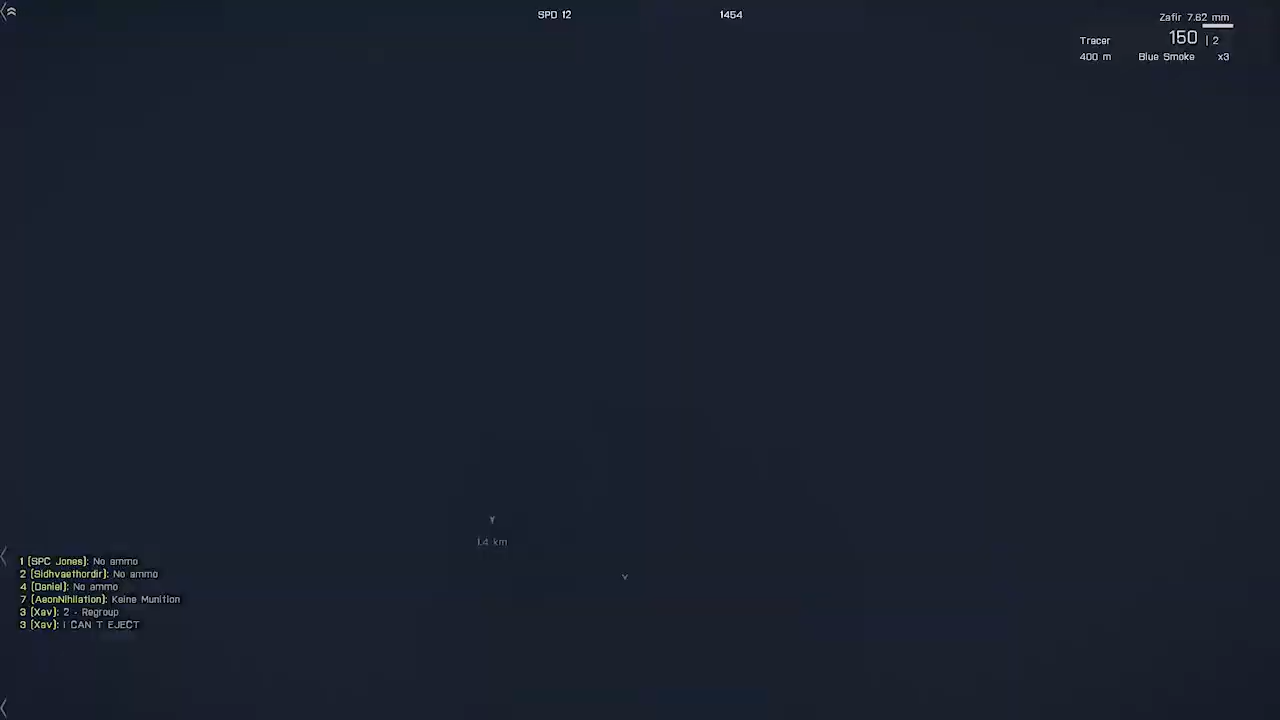 SPD 12
1454
Zafir 7.62 mm
Tracer 150 | 2
400 m Blue Smoke x3
1.4 km
1 (SPC Jones): No ammo
2 (Sidhvaethordir): No ammo
4 (Daniel): No ammo
7 (AeonNihilation): Keine Munition
3 (Xav): 2 - Regroup
3 (Xav): I CAN T EJECT